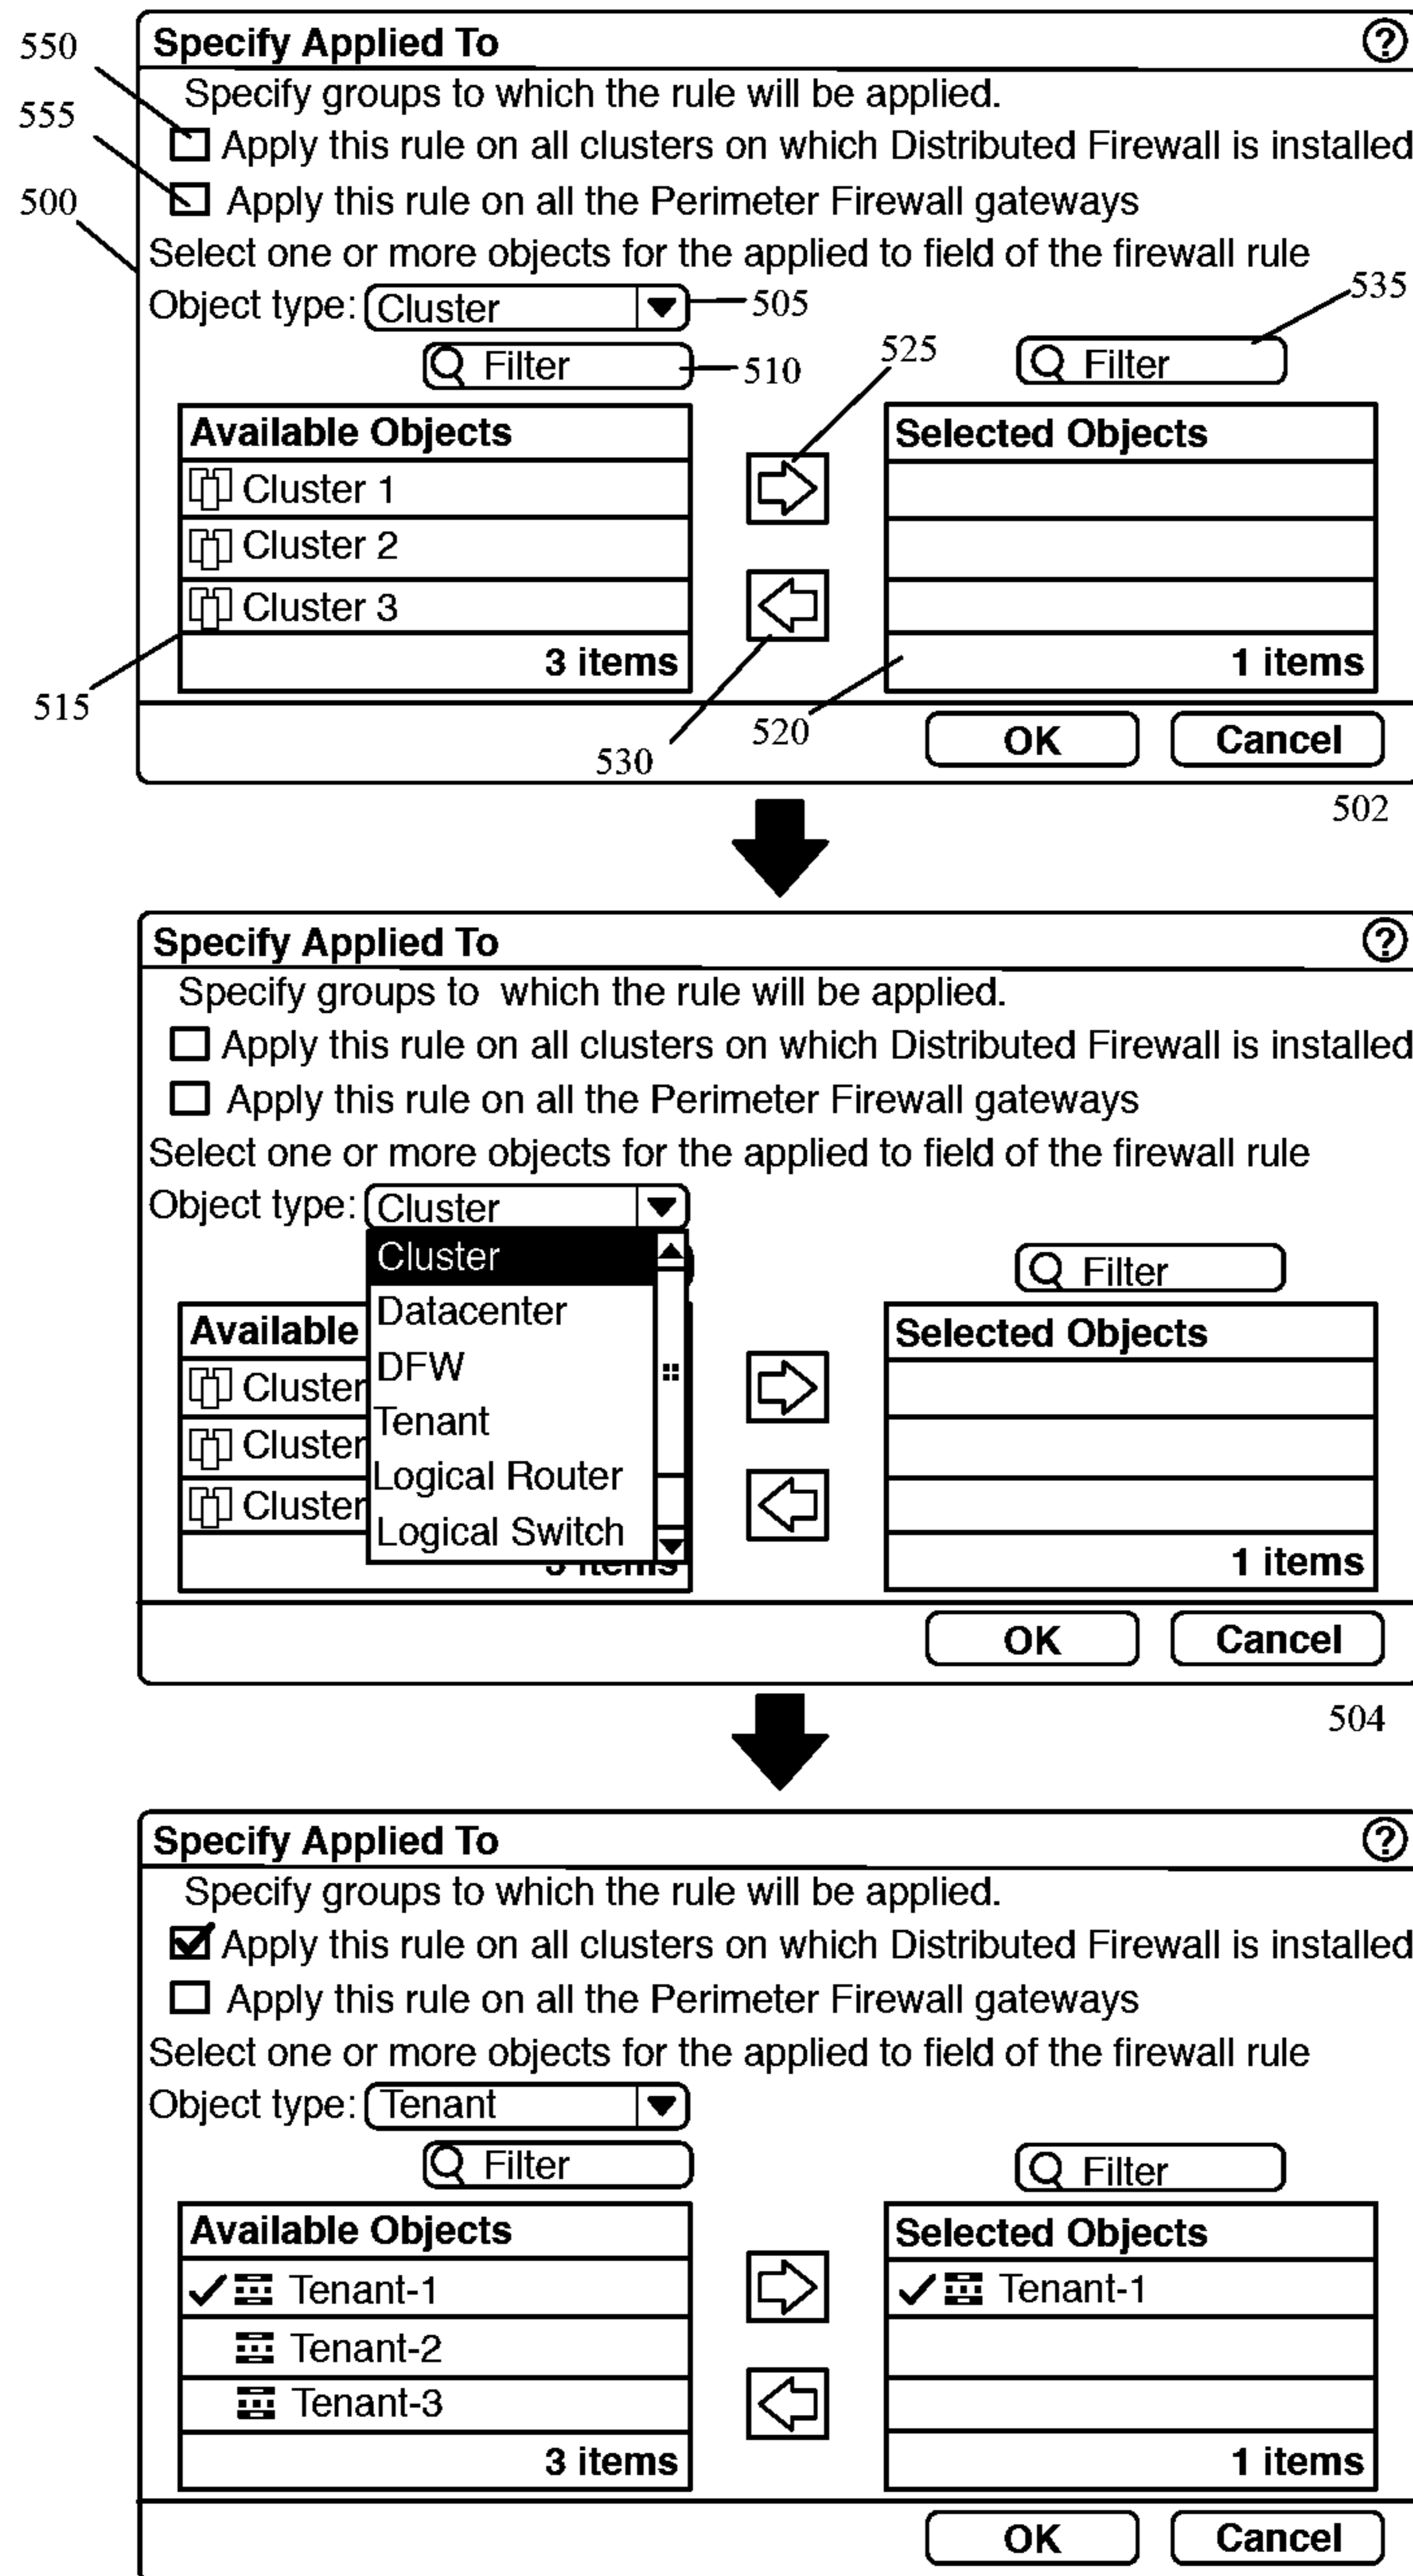 550
Specify Applied To ?
Specify groups to which the rule will be applied.
555
Apply this rule on all clusters on which Distributed Firewall is installed
500
Apply this rule on all the Perimeter Firewall gateways
Select one or more objects for the applied to field of the firewall rule
535
Object type: Cluster 505
Filter 510 525 Filter
Available Objects Selected Objects
Cluster 1
Cluster 2
Cluster 3
3 items 1 items
515
530 520 OK Cancel
502
Specify Applied To ?
Specify groups to which the rule will be applied.
Apply this rule on all clusters on which Distributed Firewall is installed
Apply this rule on all the Perimeter Firewall gateways
Select one or more objects for the applied to field of the firewall rule
Object type: Cluster
Cluster Filter
Datacenter
Available Selected Objects
Cluster DFW
Cluster Tenant
Cluster Logical Router
Logical Switch
3 items 1 items
OK Cancel
504
Specify Applied To ?
Specify groups to which the rule will be applied.
Apply this rule on all clusters on which Distributed Firewall is installed
Apply this rule on all the Perimeter Firewall gateways
Select one or more objects for the applied to field of the firewall rule
Object type: Tenant
Filter Filter
Available Objects Selected Objects
Tenant-1 Tenant-1
Tenant-2
Tenant-3
3 items 1 items
OK Cancel